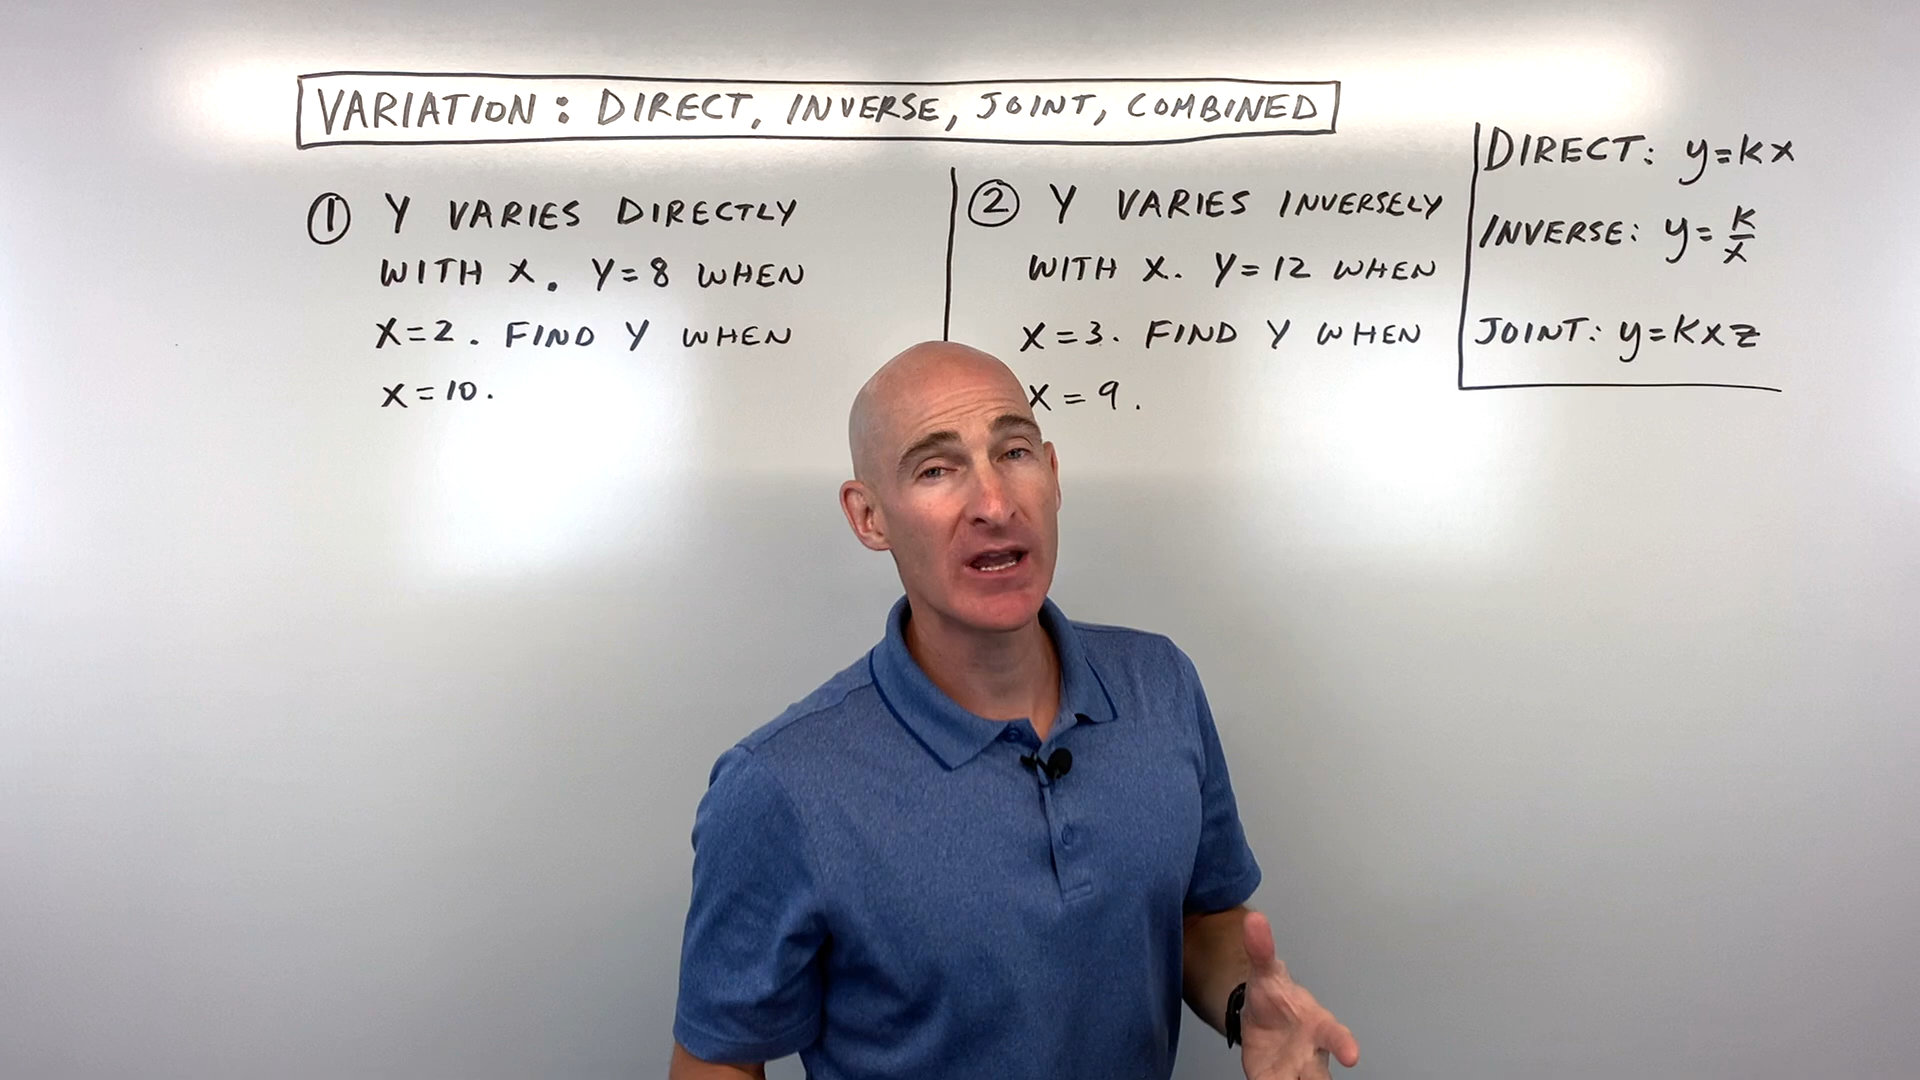 VARIATION: DIRECT, INVERSE, JOINT, COMBINED
① Y VARIES DIRECTLY
WITH X. Y=8 WHEN
X=2. FIND Y WHEN
X=10.
② Y VARIES INVERSELY
WITH X. Y=12 WHEN
X=3. FIND Y WHEN
X=9.
DIRECT: y=kx
INVERSE: y=k/x
JOINT: y=kxz